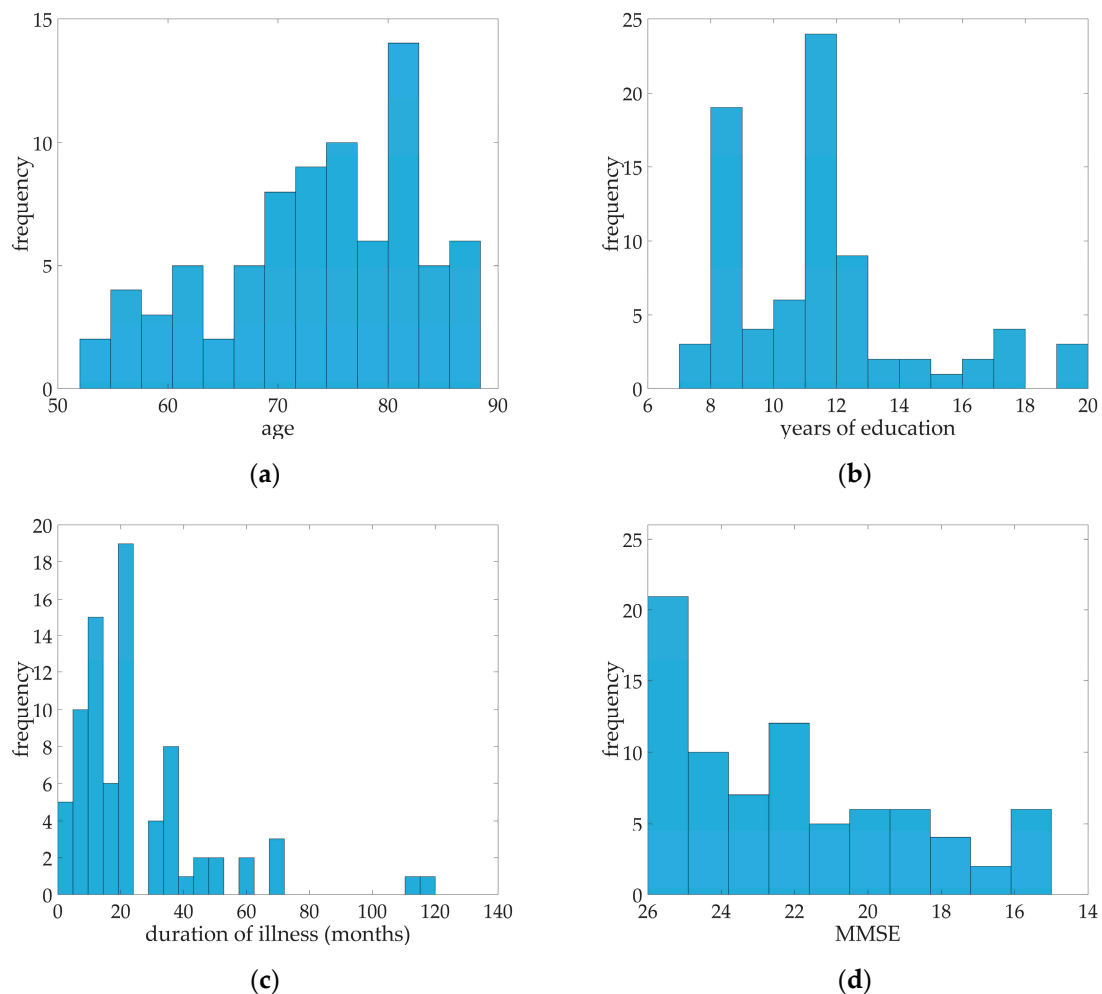 15
10
5
0
frequency
50 60 70 80 90
age
(a)
25
20
15
10
5
0
frequency
6 8 10 12 14 16 18 20
years of education
(b)
20
18
16
14
12
10
8
6
4
2
0
frequency
0 20 40 60 80 100 120 140
duration of illness (months)
(c)
25
20
15
10
5
0
frequency
26 24 22 20 18 16 14
MMSE
(d)